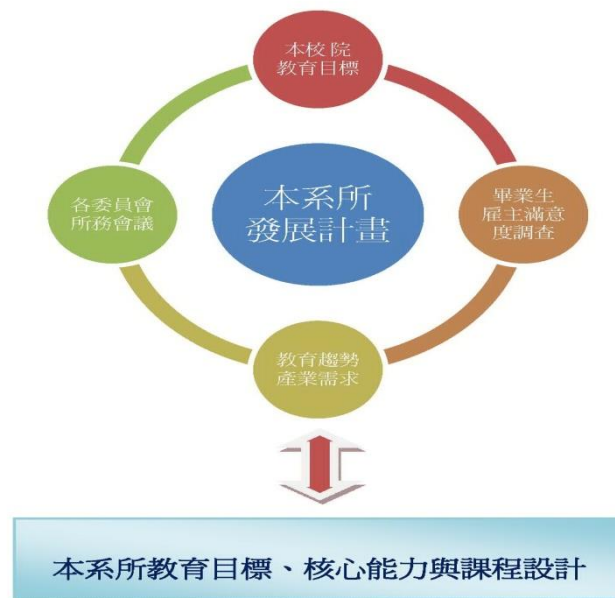 本校院
教育目標
各委員會
所務會議
本系所
發展計畫
畢業生
雇主滿意
度調查
教育趨勢
產業需求
本系所教育目標、核心能力與課程設計